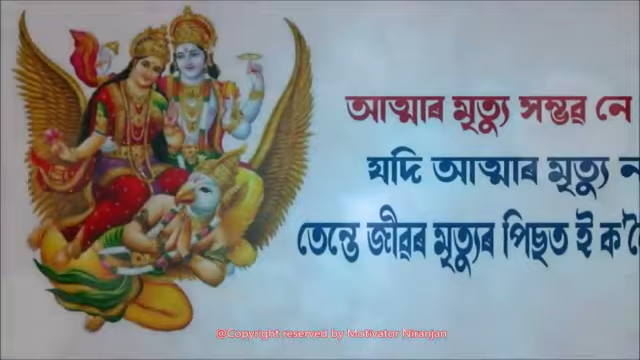 আত্মাৰ মৃত্যু সম্ভৱ নে
যদি আত্মাৰ মৃত্যু
তেন্তে জীৱৰ মৃত্যুৰ পিছত ই
@Copyright reserved by Motivator Niranjan